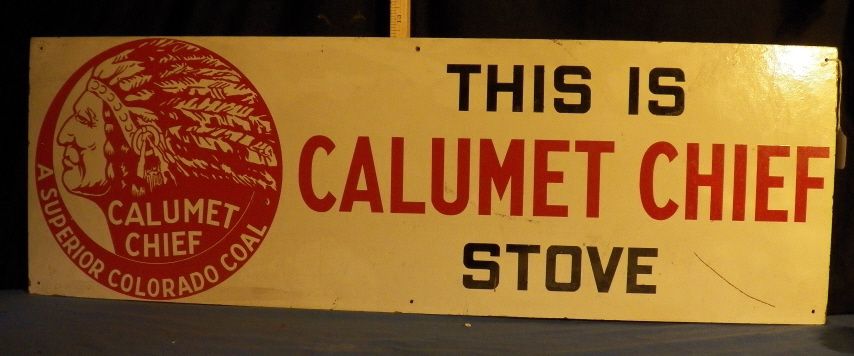 CALUMET
CHIEF
A SUPERIOR COLORADO COAL
THIS IS
CALUMET CHIEF
STOVE